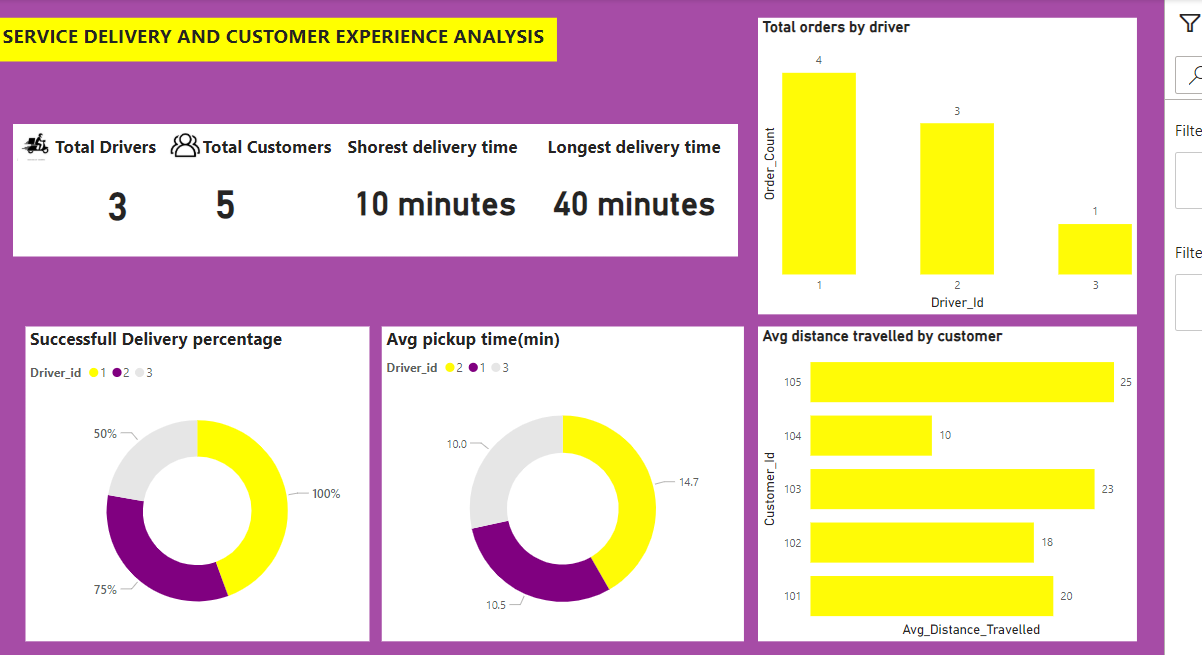 SERVICE DELIVERY AND CUSTOMER EXPERIENCE ANALYSIS
Total Drivers
3
Total Customers
5
Shorest delivery time
10 minutes
Longest delivery time
40 minutes
Total orders by driver
Order_Count
4
3
1
1
2
3
Driver_Id
Successfull Delivery percentage
Driver_id 1 2 3
50%
100%
75%
Avg pickup time(min)
Driver_id 2 1 3
10.0
14.7
10.5
Avg distance travelled by customer
Customer_Id
105 25
104 10
103 23
102 18
101 20
Avg_Distance_Travelled
Filte
Filte